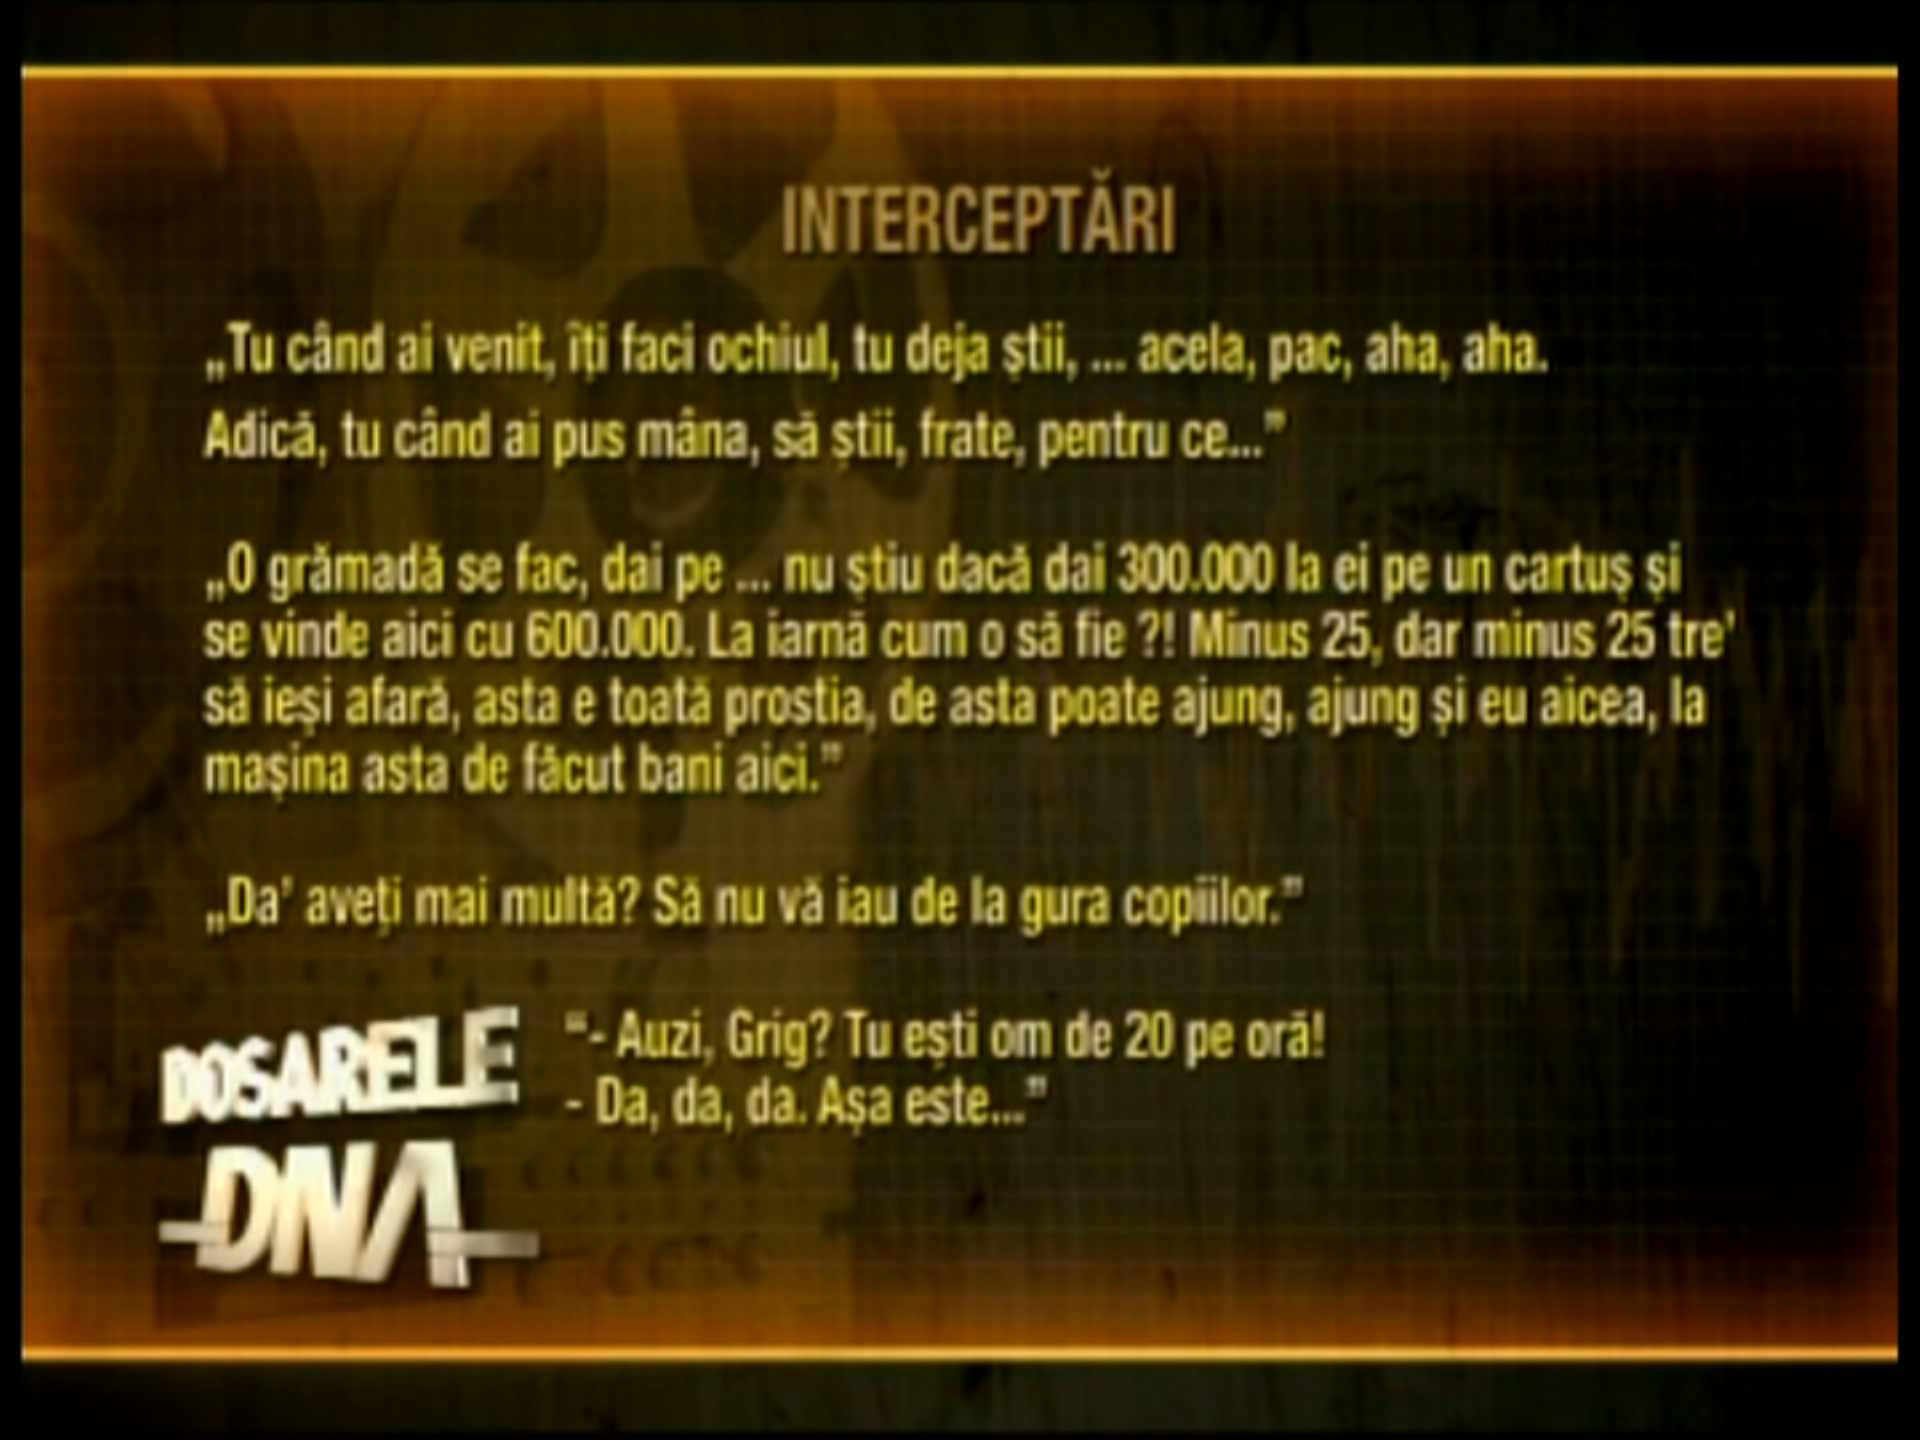 INTERCEPTĂRI
„Tu când ai venit, îți faci ochiul, tu deja știi, ... acela, pac, aha, aha.
Adică, tu când ai pus mâna, să știi, frate, pentru ce...”
„O grămadă se fac, dai pe ... nu știu dacă dai 300.000 la ei pe un cartuș și
se vinde aici cu 600.000. La iarnă cum o să fie ?! Minus 25, dar minus 25 tre’
să ieși afară, asta e toată prostia, de asta poate ajung, ajung și eu aicea, la
mașina asta de făcut bani aici.”
„Da’ aveți mai multă? Să nu vă iau de la gura copiilor.”
“- Auzi, Grig? Tu ești om de 20 pe oră!
- Da, da, da. Așa este...”
DOSARELE
DNA